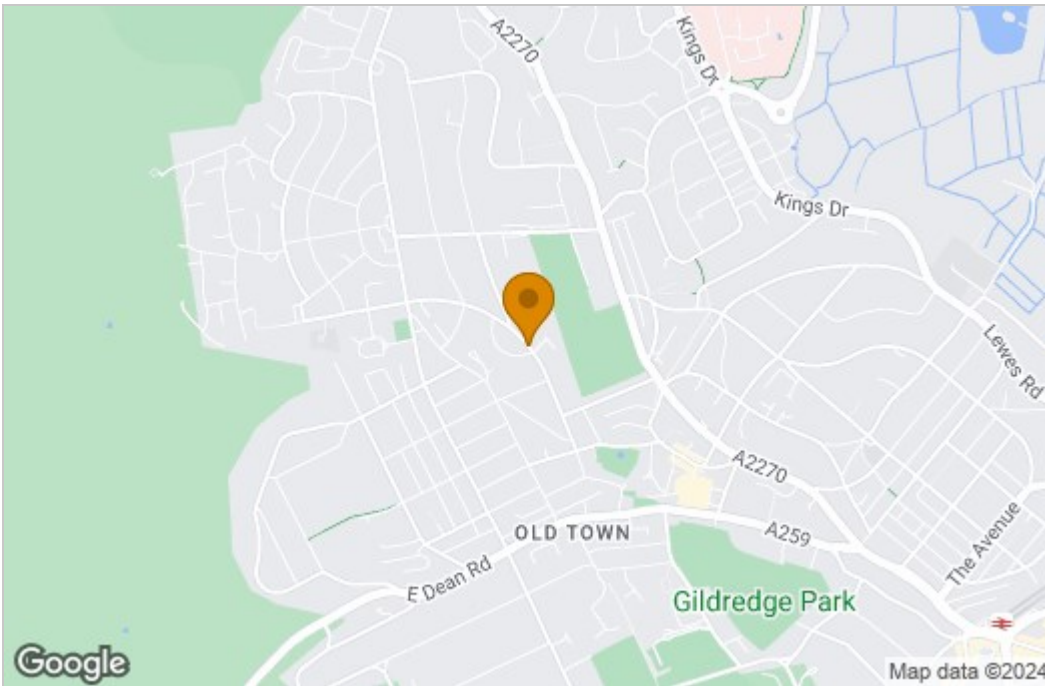 A2270
Kings Dr
Kings Dr
Lewes Rd
A2270
OLD TOWN
A259
The Avenue
E Dean Rd
Gildredge Park
Google
Map data ©2024